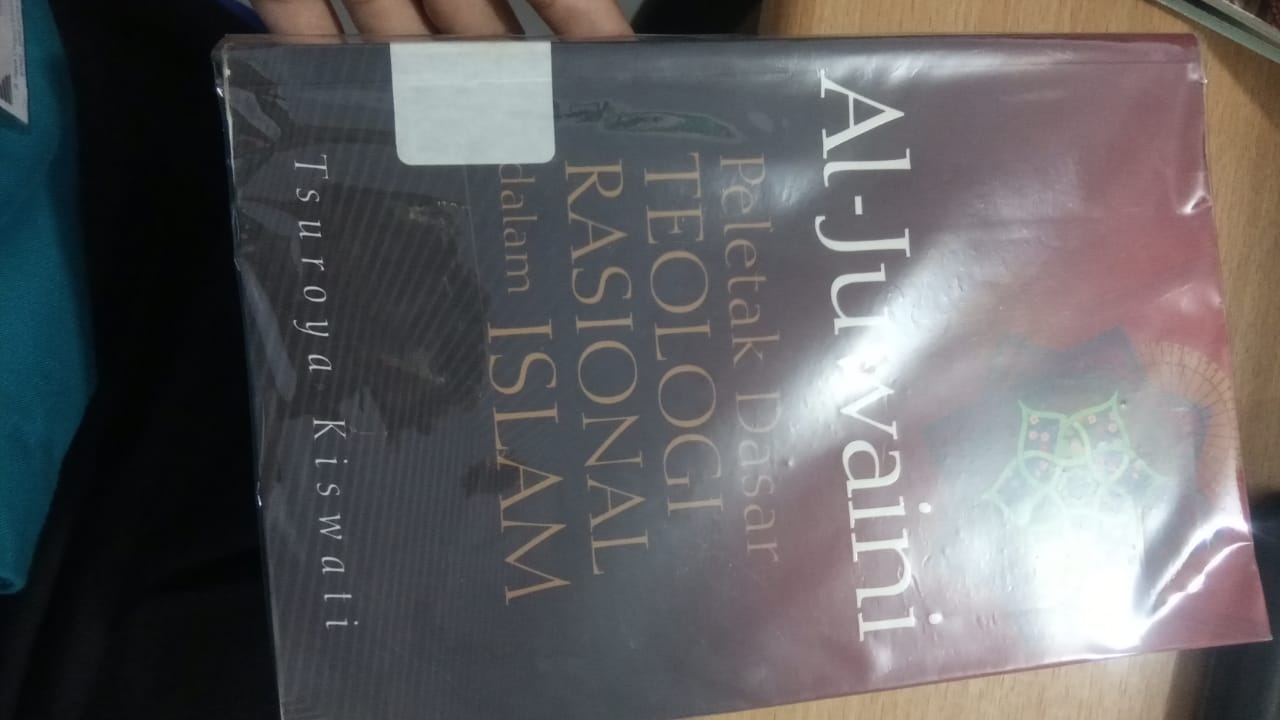 Al-Juwaini
Peletak Dasar
TEOLOGI
RASIONAL
dalam ISLAM
Tsuroya Kiswati